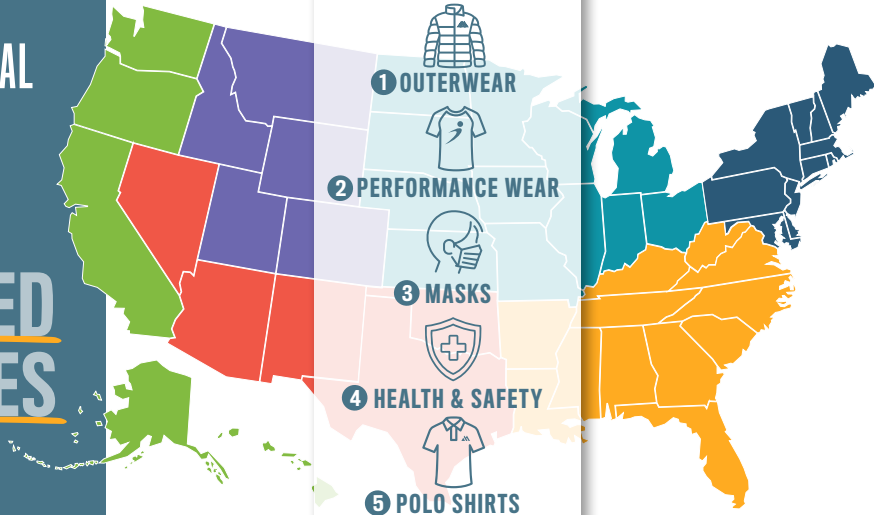 AL
ED
ES
1 OUTERWEAR
2 PERFORMANCE WEAR
3 MASKS
4 HEALTH & SAFETY
5 POLO SHIRTS